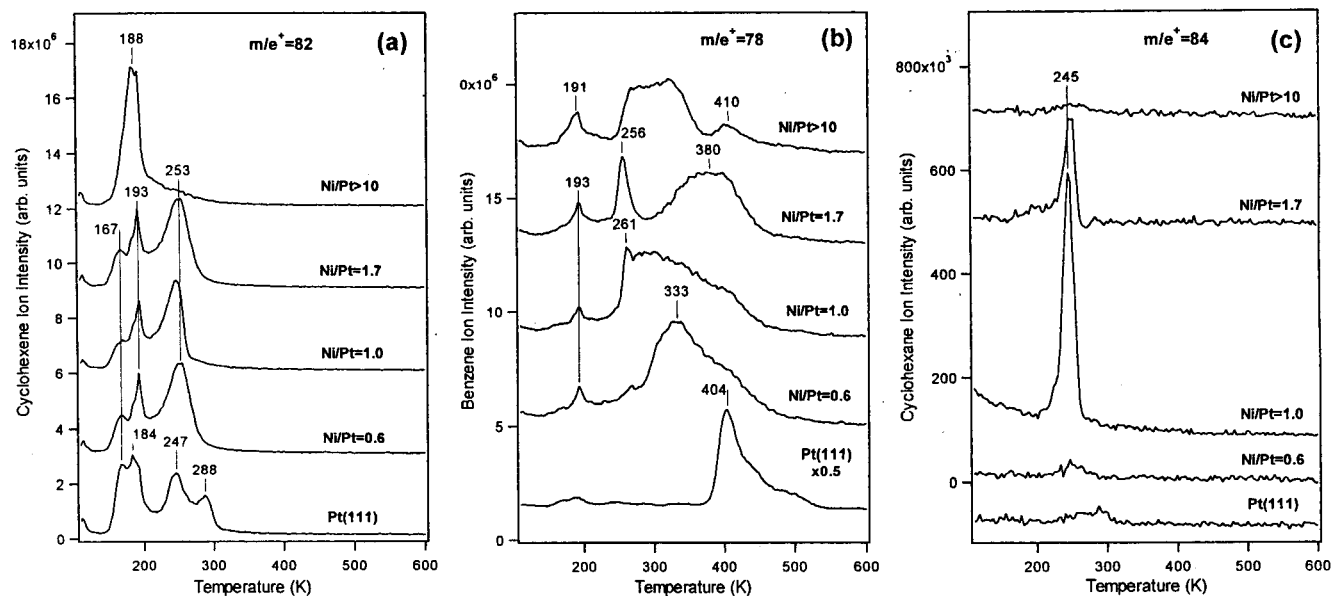 18x10⁶
188
m/e⁺=82
(a)
16
14
Ni/Pt>10
12
253
193
167
10
Ni/Pt=1.7
8
Ni/Pt=1.0
6
4
Ni/Pt=0.6
184
247
288
2
Pt(111)
0
200
300
400
500
600
Temperature (K)
Cyclohexene Ion Intensity (arb. units)
m/e⁺=78
(b)
0x10⁶
191
410
Ni/Pt>10
256
380
193
15
Ni/Pt=1.7
261
Ni/Pt=1.0
10
333
Ni/Pt=0.6
404
5
Pt(111)
x0.5
0
200
300
400
500
600
Temperature (K)
Benzene Ion Intensity (arb. units)
m/e⁺=84
(c)
800x10³
245
Ni/Pt>10
600
Ni/Pt=1.7
400
200
Ni/Pt=1.0
Ni/Pt=0.6
0
Pt(111)
200
300
400
500
600
Temperature (K)
Cyclohexane Ion Intensity (arb. units)